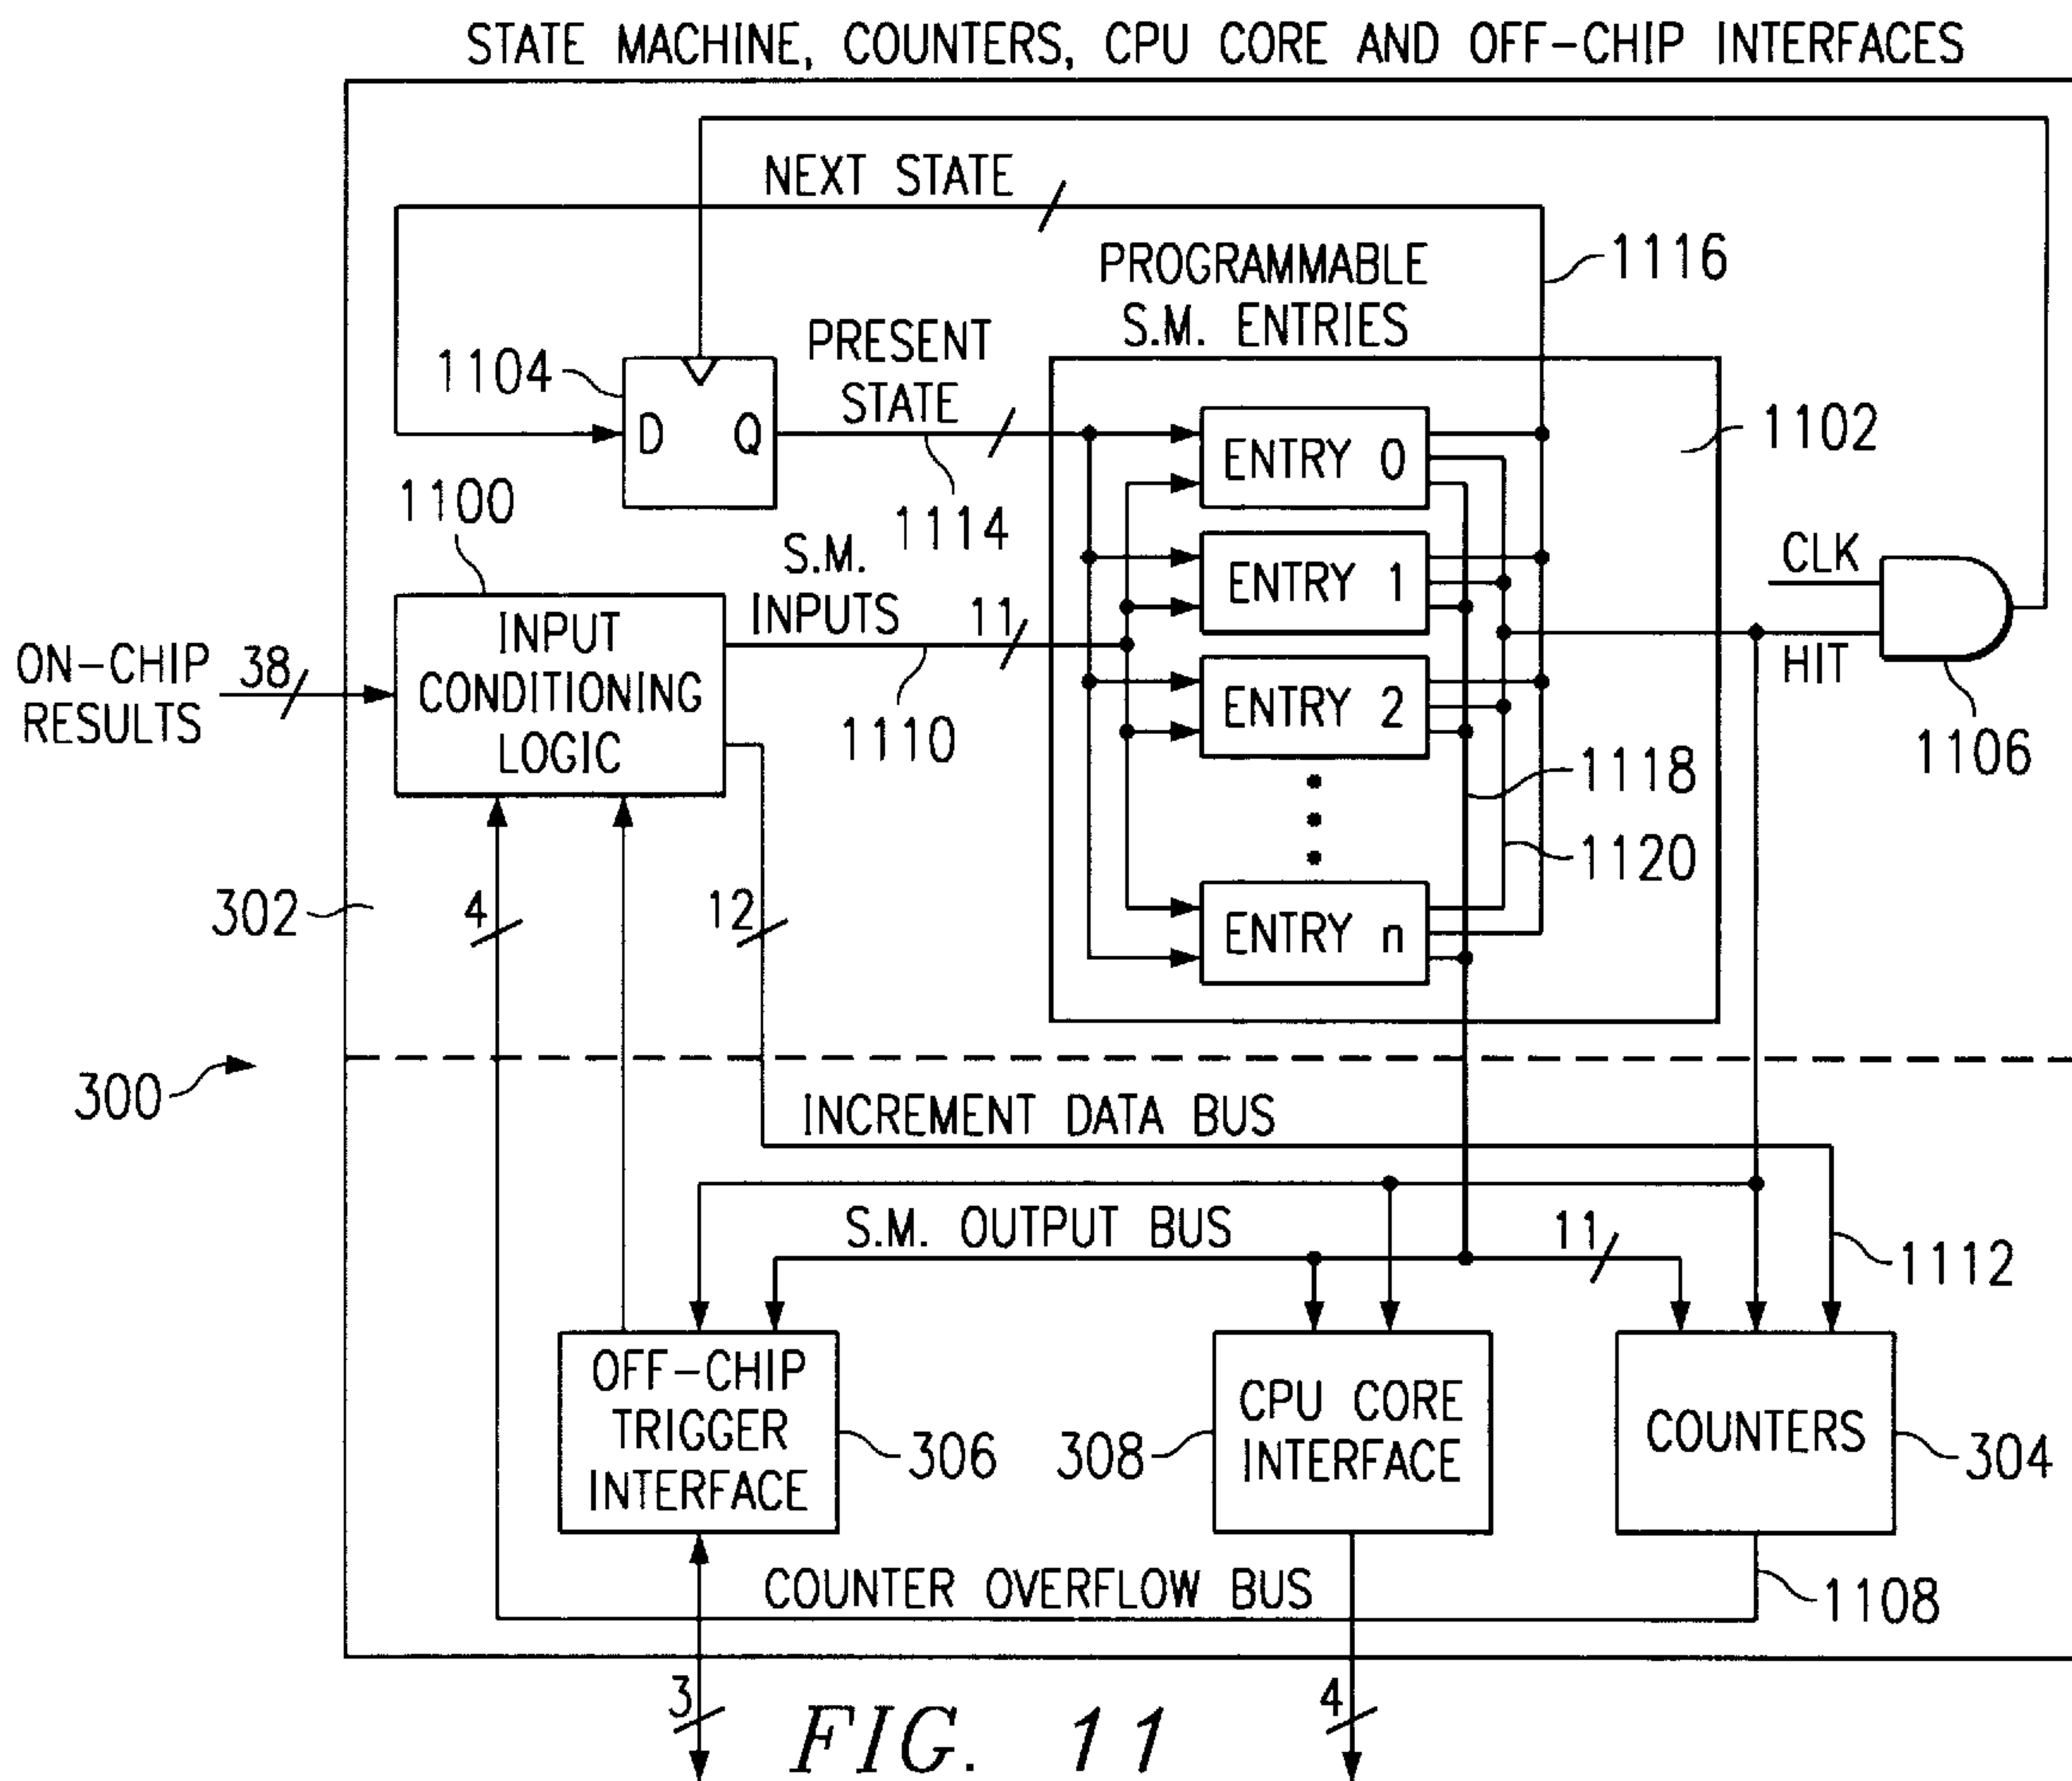 STATE MACHINE, COUNTERS, CPU CORE AND OFF-CHIP INTERFACES
NEXT STATE
PROGRAMMABLE
S.M. ENTRIES
1116
PRESENT
STATE
1104
D Q
1114
1102
ENTRY 0
ENTRY 1
ENTRY 2
ENTRY n
1100
S.M.
INPUTS
11
1110
INPUT
CONDITIONING
LOGIC
ON-CHIP
RESULTS
38
CLK
HIT
1106
1118
1120
302
4
12
300
INCREMENT DATA BUS
S.M. OUTPUT BUS
11
1112
OFF-CHIP
TRIGGER
INTERFACE
306
308
CPU CORE
INTERFACE
COUNTERS
304
COUNTER OVERFLOW BUS
1108
3
4
FIG. 11